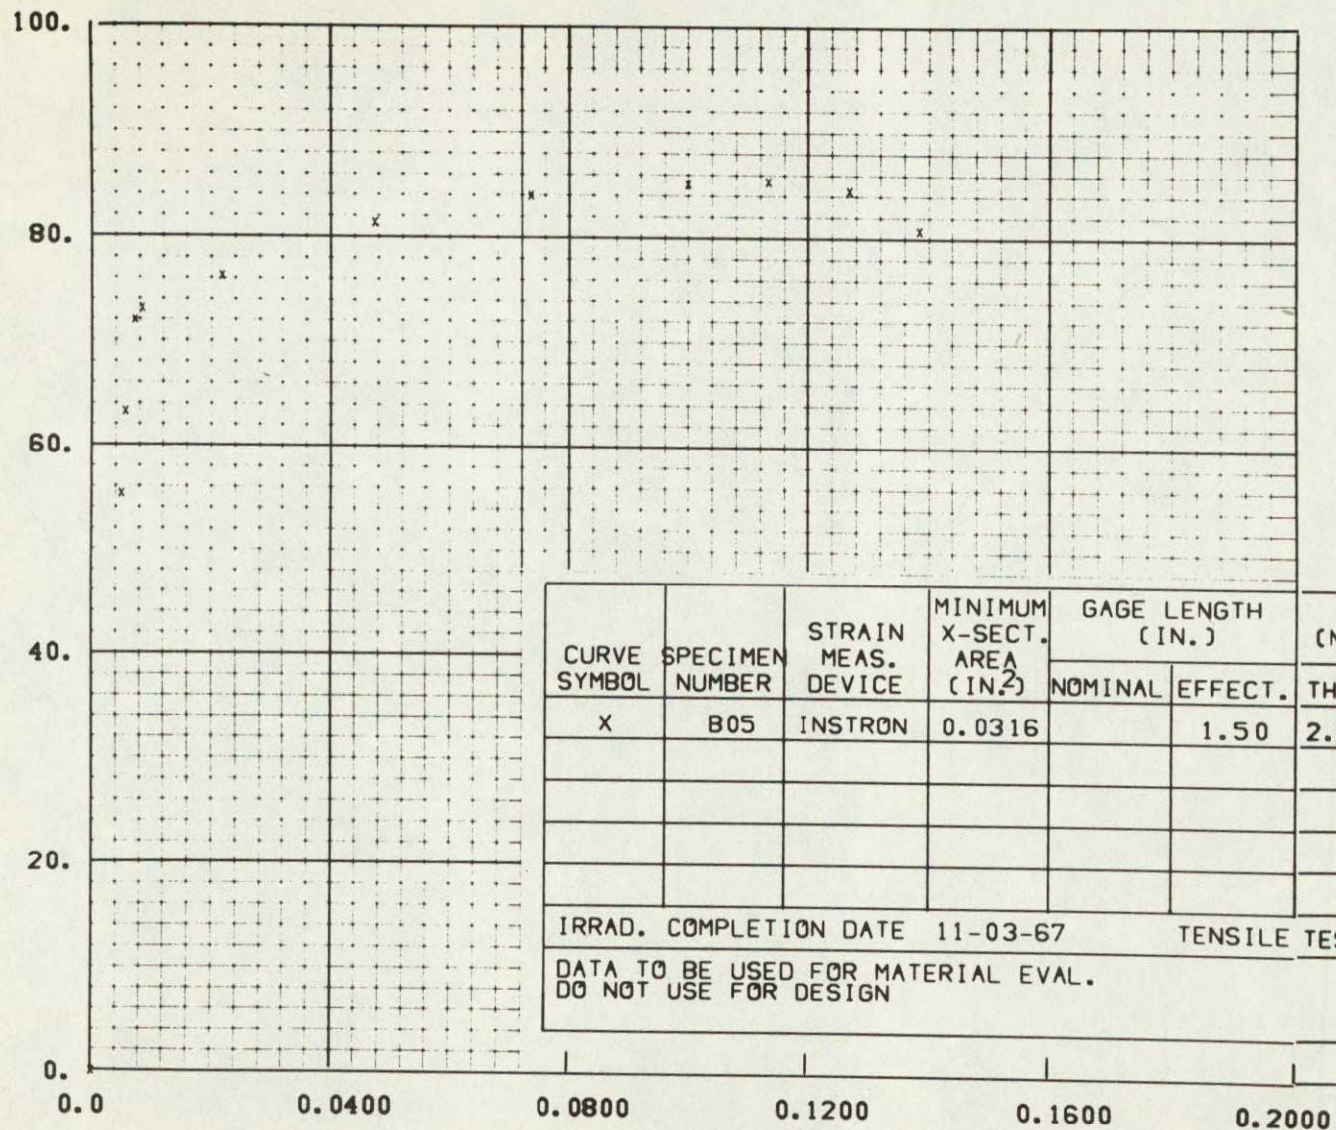 100.
80.
60.
40.
20.
0.
0.0 0.0400 0.0800 0.1200 0.1600 0.2000
CURVE SYMBOL
SPECIMEN NUMBER
STRAIN MEAS. DEVICE
MINIMUM X-SECT. AREA (IN.²)
GAGE LENGTH (IN.)
NOMINAL EFFECT.
X B05 INSTRON 0.0316 1.50 2.
IRRAD. COMPLETION DATE 11-03-67 TENSILE
DATA TO BE USED FOR MATERIAL EVAL.
DO NOT USE FOR DESIGN